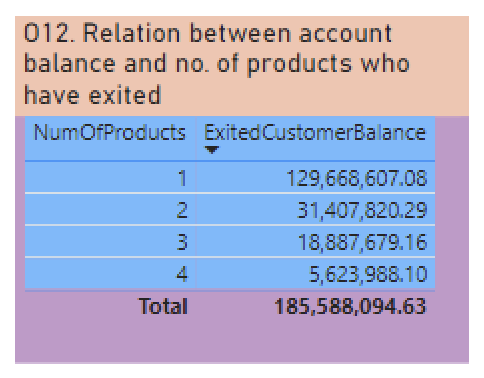 O12. Relation between account
balance and no. of products who
have exited
NumOfProducts ExitedCustomerBalance
1 129,668,607.08
2 31,407,820.29
3 18,887,679.16
4 5,623,988.10
Total 185,588,094.63